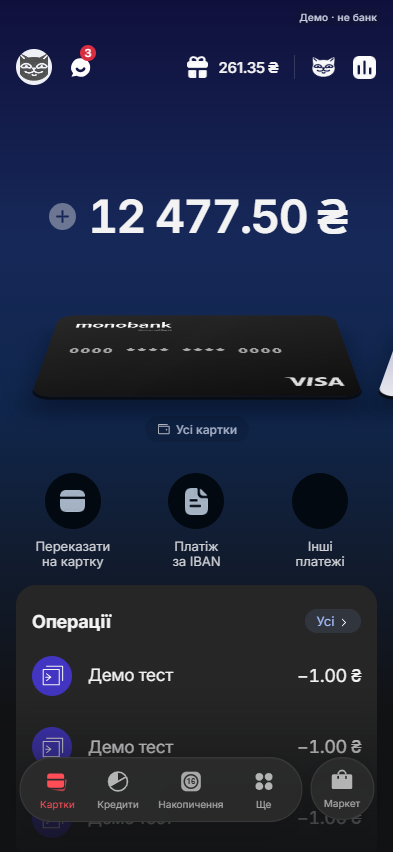 Демо · не банк
3
261.35 ₴
12 477.50 ₴
monobank
0000 **** **** 0000
VISA
Усі картки
Переказати
на картку
Платіж
за IBAN
Інші
платежі
Операції
Усі
Демо тест
−1.00 ₴
Демо тест
−1.00 ₴
Демо тест
−1.00 ₴
16
Картки
Кредити
Накопичення
Ще
Маркет